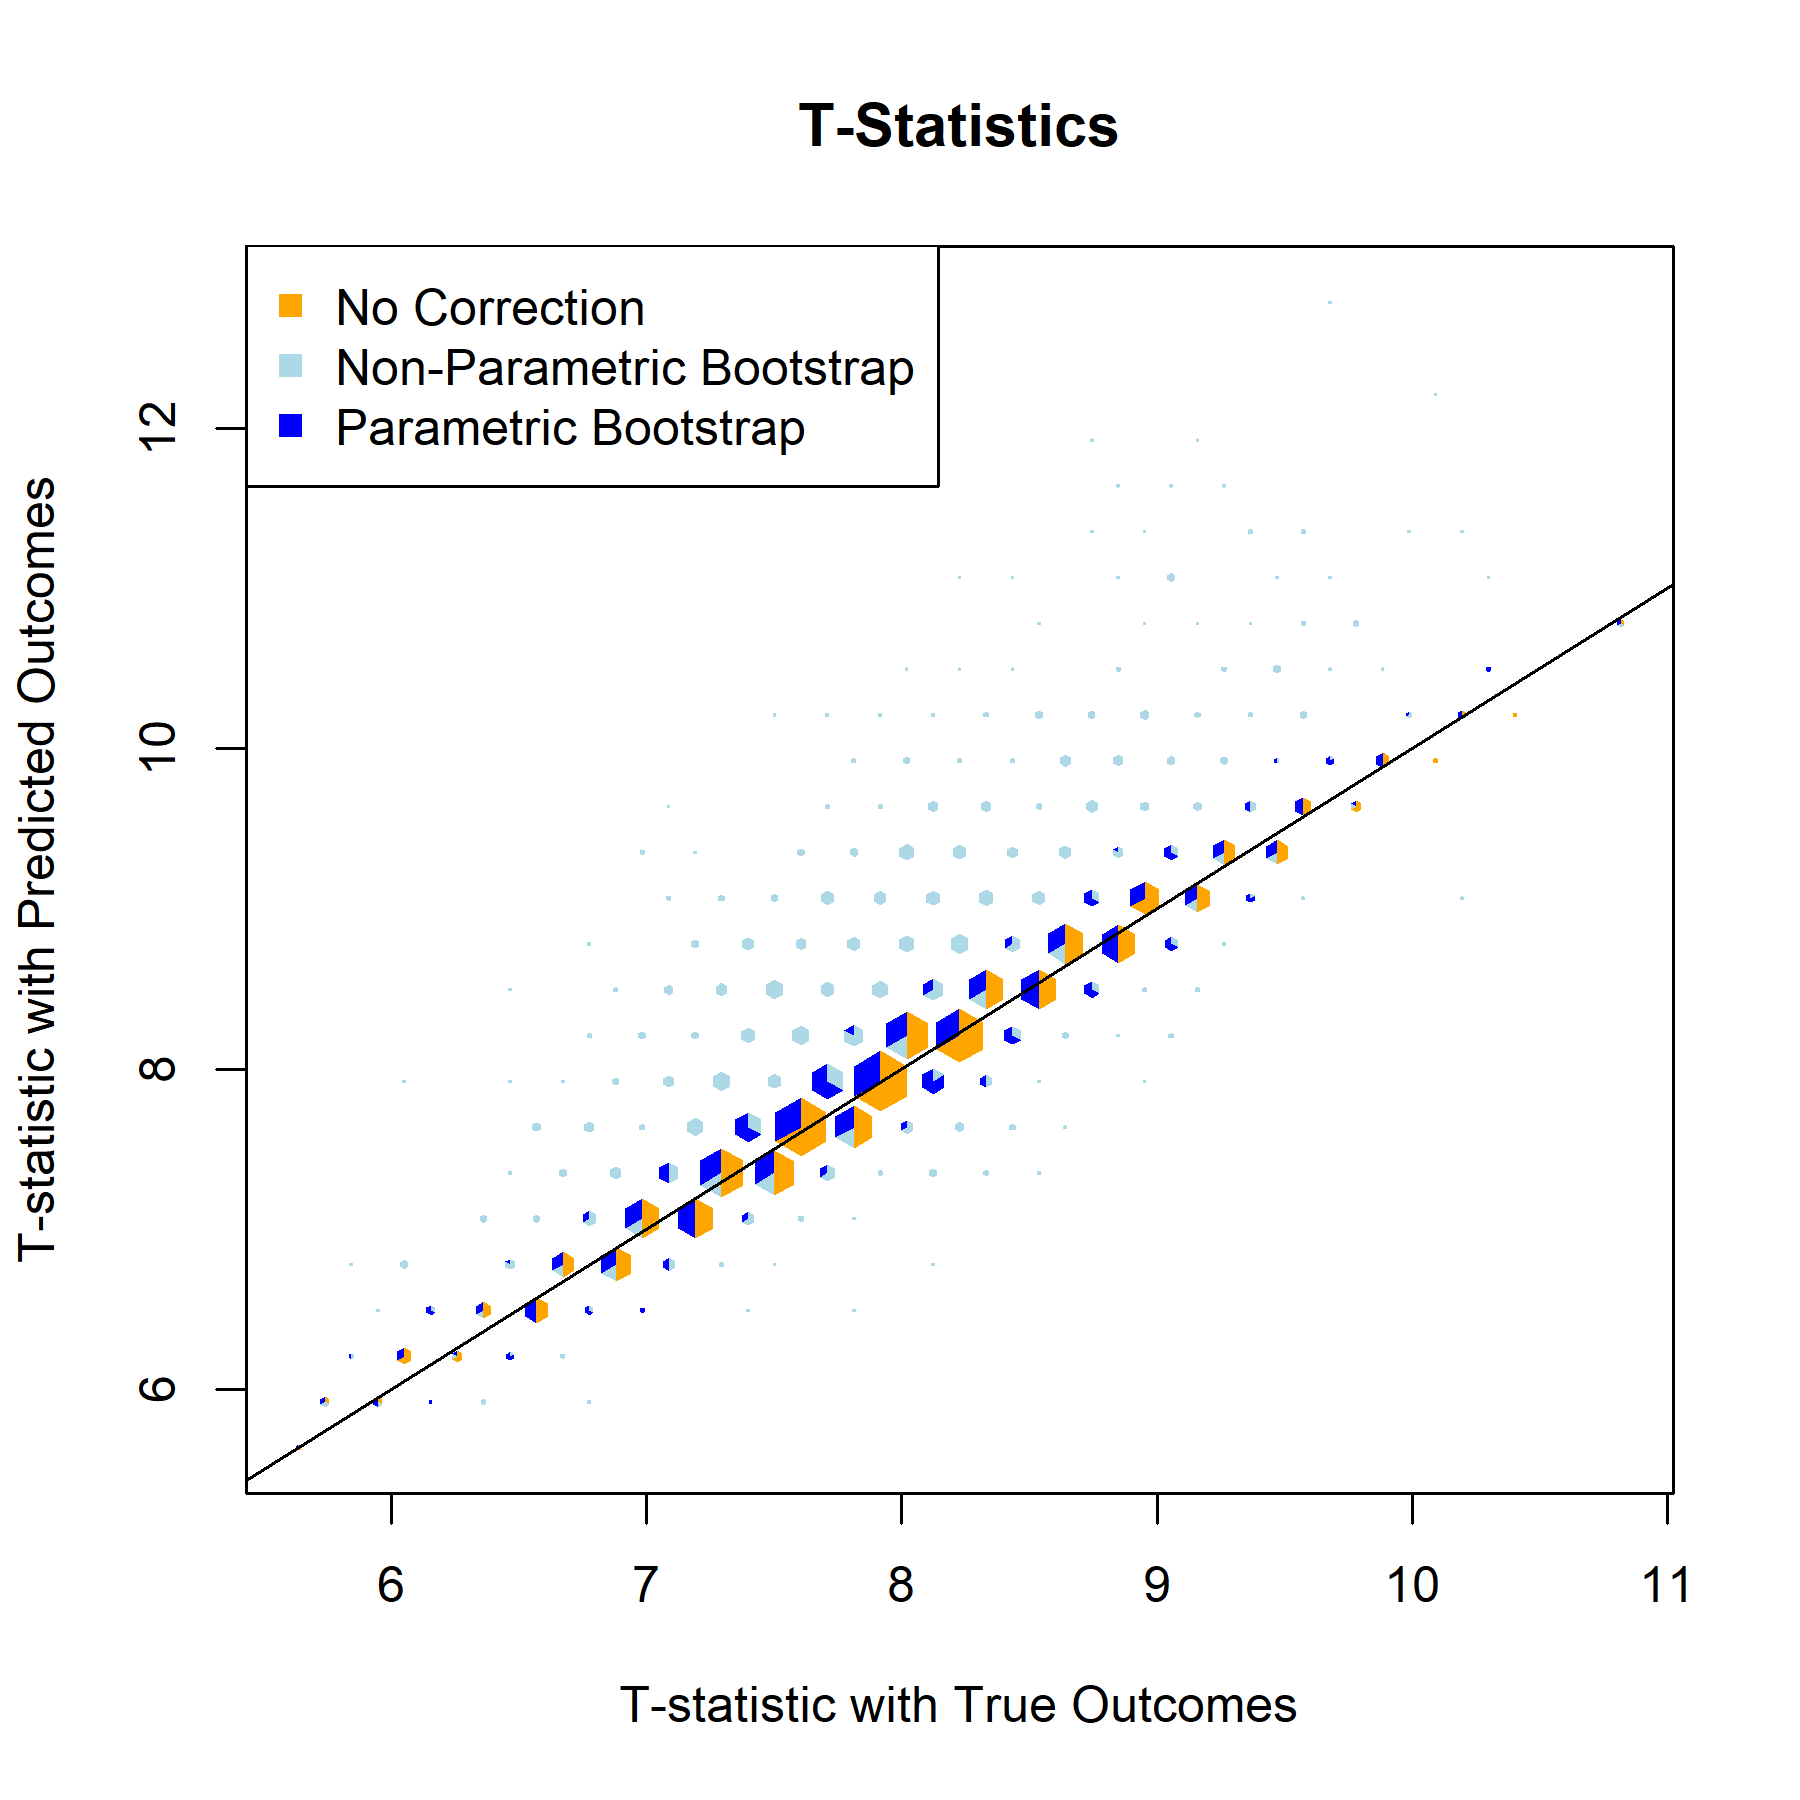 T-Statistics
No Correction
Non-Parametric Bootstrap
Parametric Bootstrap
T-statistic with Predicted Outcomes
12
10
8
6
6 7 8 9 10 11
T-statistic with True Outcomes